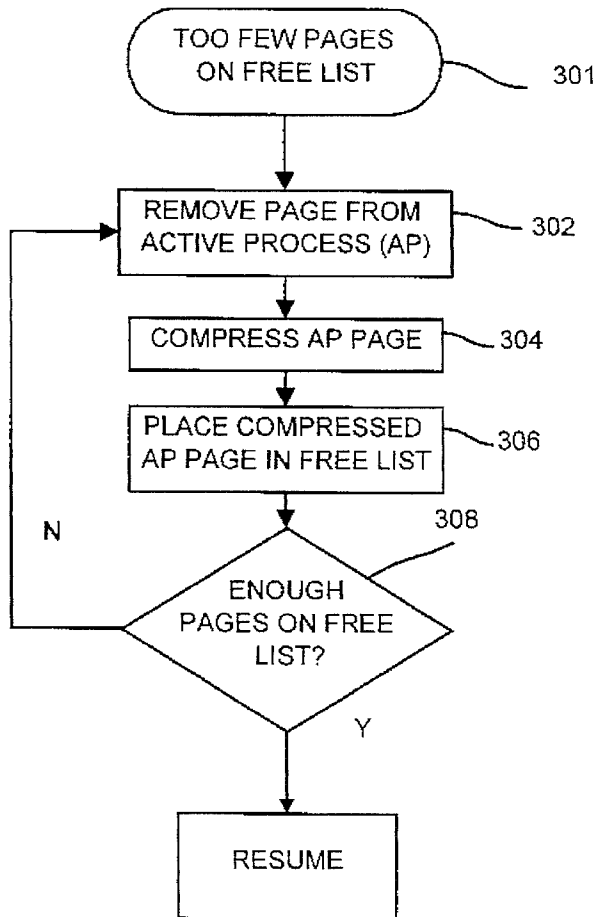 TOO FEW PAGES
ON FREE LIST
301
REMOVE PAGE FROM
ACTIVE PROCESS (AP)
302
COMPRESS AP PAGE
304
PLACE COMPRESSED
AP PAGE IN FREE LIST
306
N
308
ENOUGH
PAGES ON FREE
LIST?
Y
RESUME